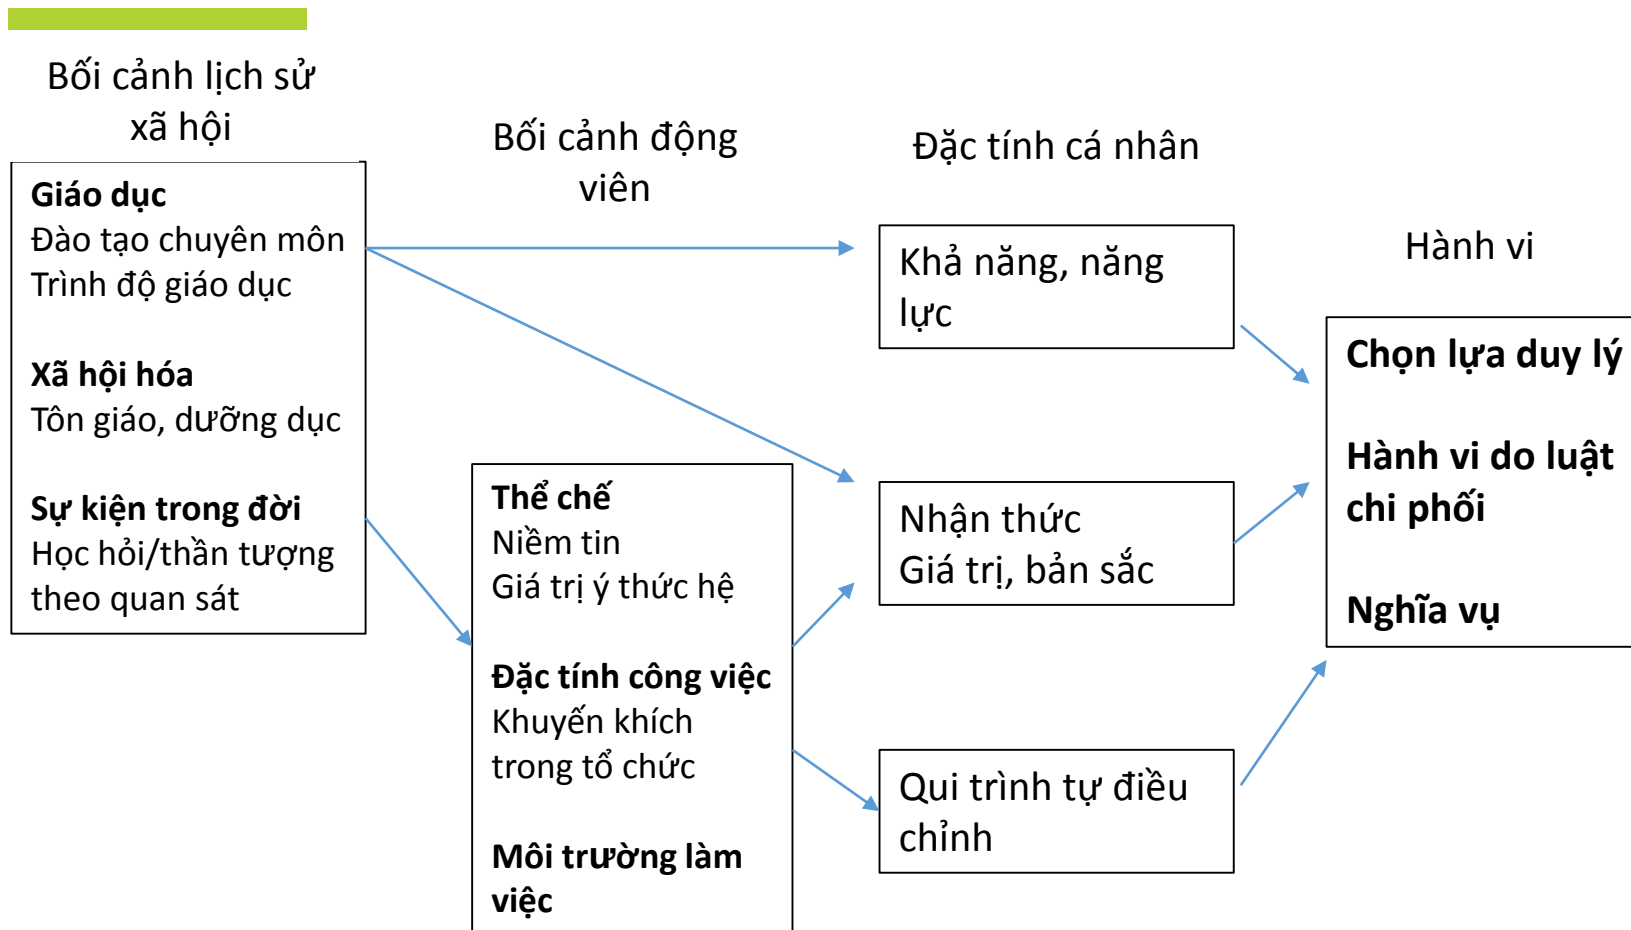 Bối cảnh lịch sử
xã hội
Giáo dục
Đào tạo chuyên môn
Trình độ giáo dục
Xã hội hóa
Tôn giáo, dưỡng dục
Sự kiện trong đời
Học hỏi/thần tượng
theo quan sát
Bối cảnh động
viên
Thể chế
Niềm tin
Giá trị ý thức hệ
Đặc tính công việc
Khuyến khích
trong tổ chức
Môi trường làm
việc
Đặc tính cá nhân
Khả năng, năng
lực
Nhận thức
Giá trị, bản sắc
Qui trình tự điều
chỉnh
Hành vi
Chọn lựa duy lý
Hành vi do luật
chi phối
Nghĩa vụ